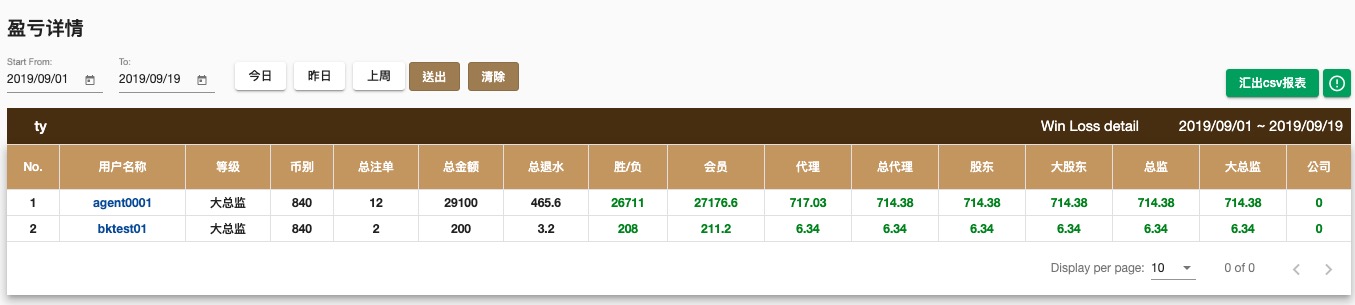 盈亏详情
Start From: To:
2019/09/01 2019/09/19 今日 昨日 上周 送出 清除 汇出csv报表
ty Win Loss detail 2019/09/01 ~ 2019/09/19
No. 用户名称 等级 币别 总注单 总金额 总退水 胜/负 会员 代理 总代理 股东 大股东 总监 大总监 公司
1 agent0001 大总监 840 12 29100 465.6 26711 27176.6 717.03 714.38 714.38 714.38 714.38 714.38 0
2 bktest01 大总监 840 2 200 3.2 208 211.2 6.34 6.34 6.34 6.34 6.34 6.34 0
Display per page: 10 0 of 0